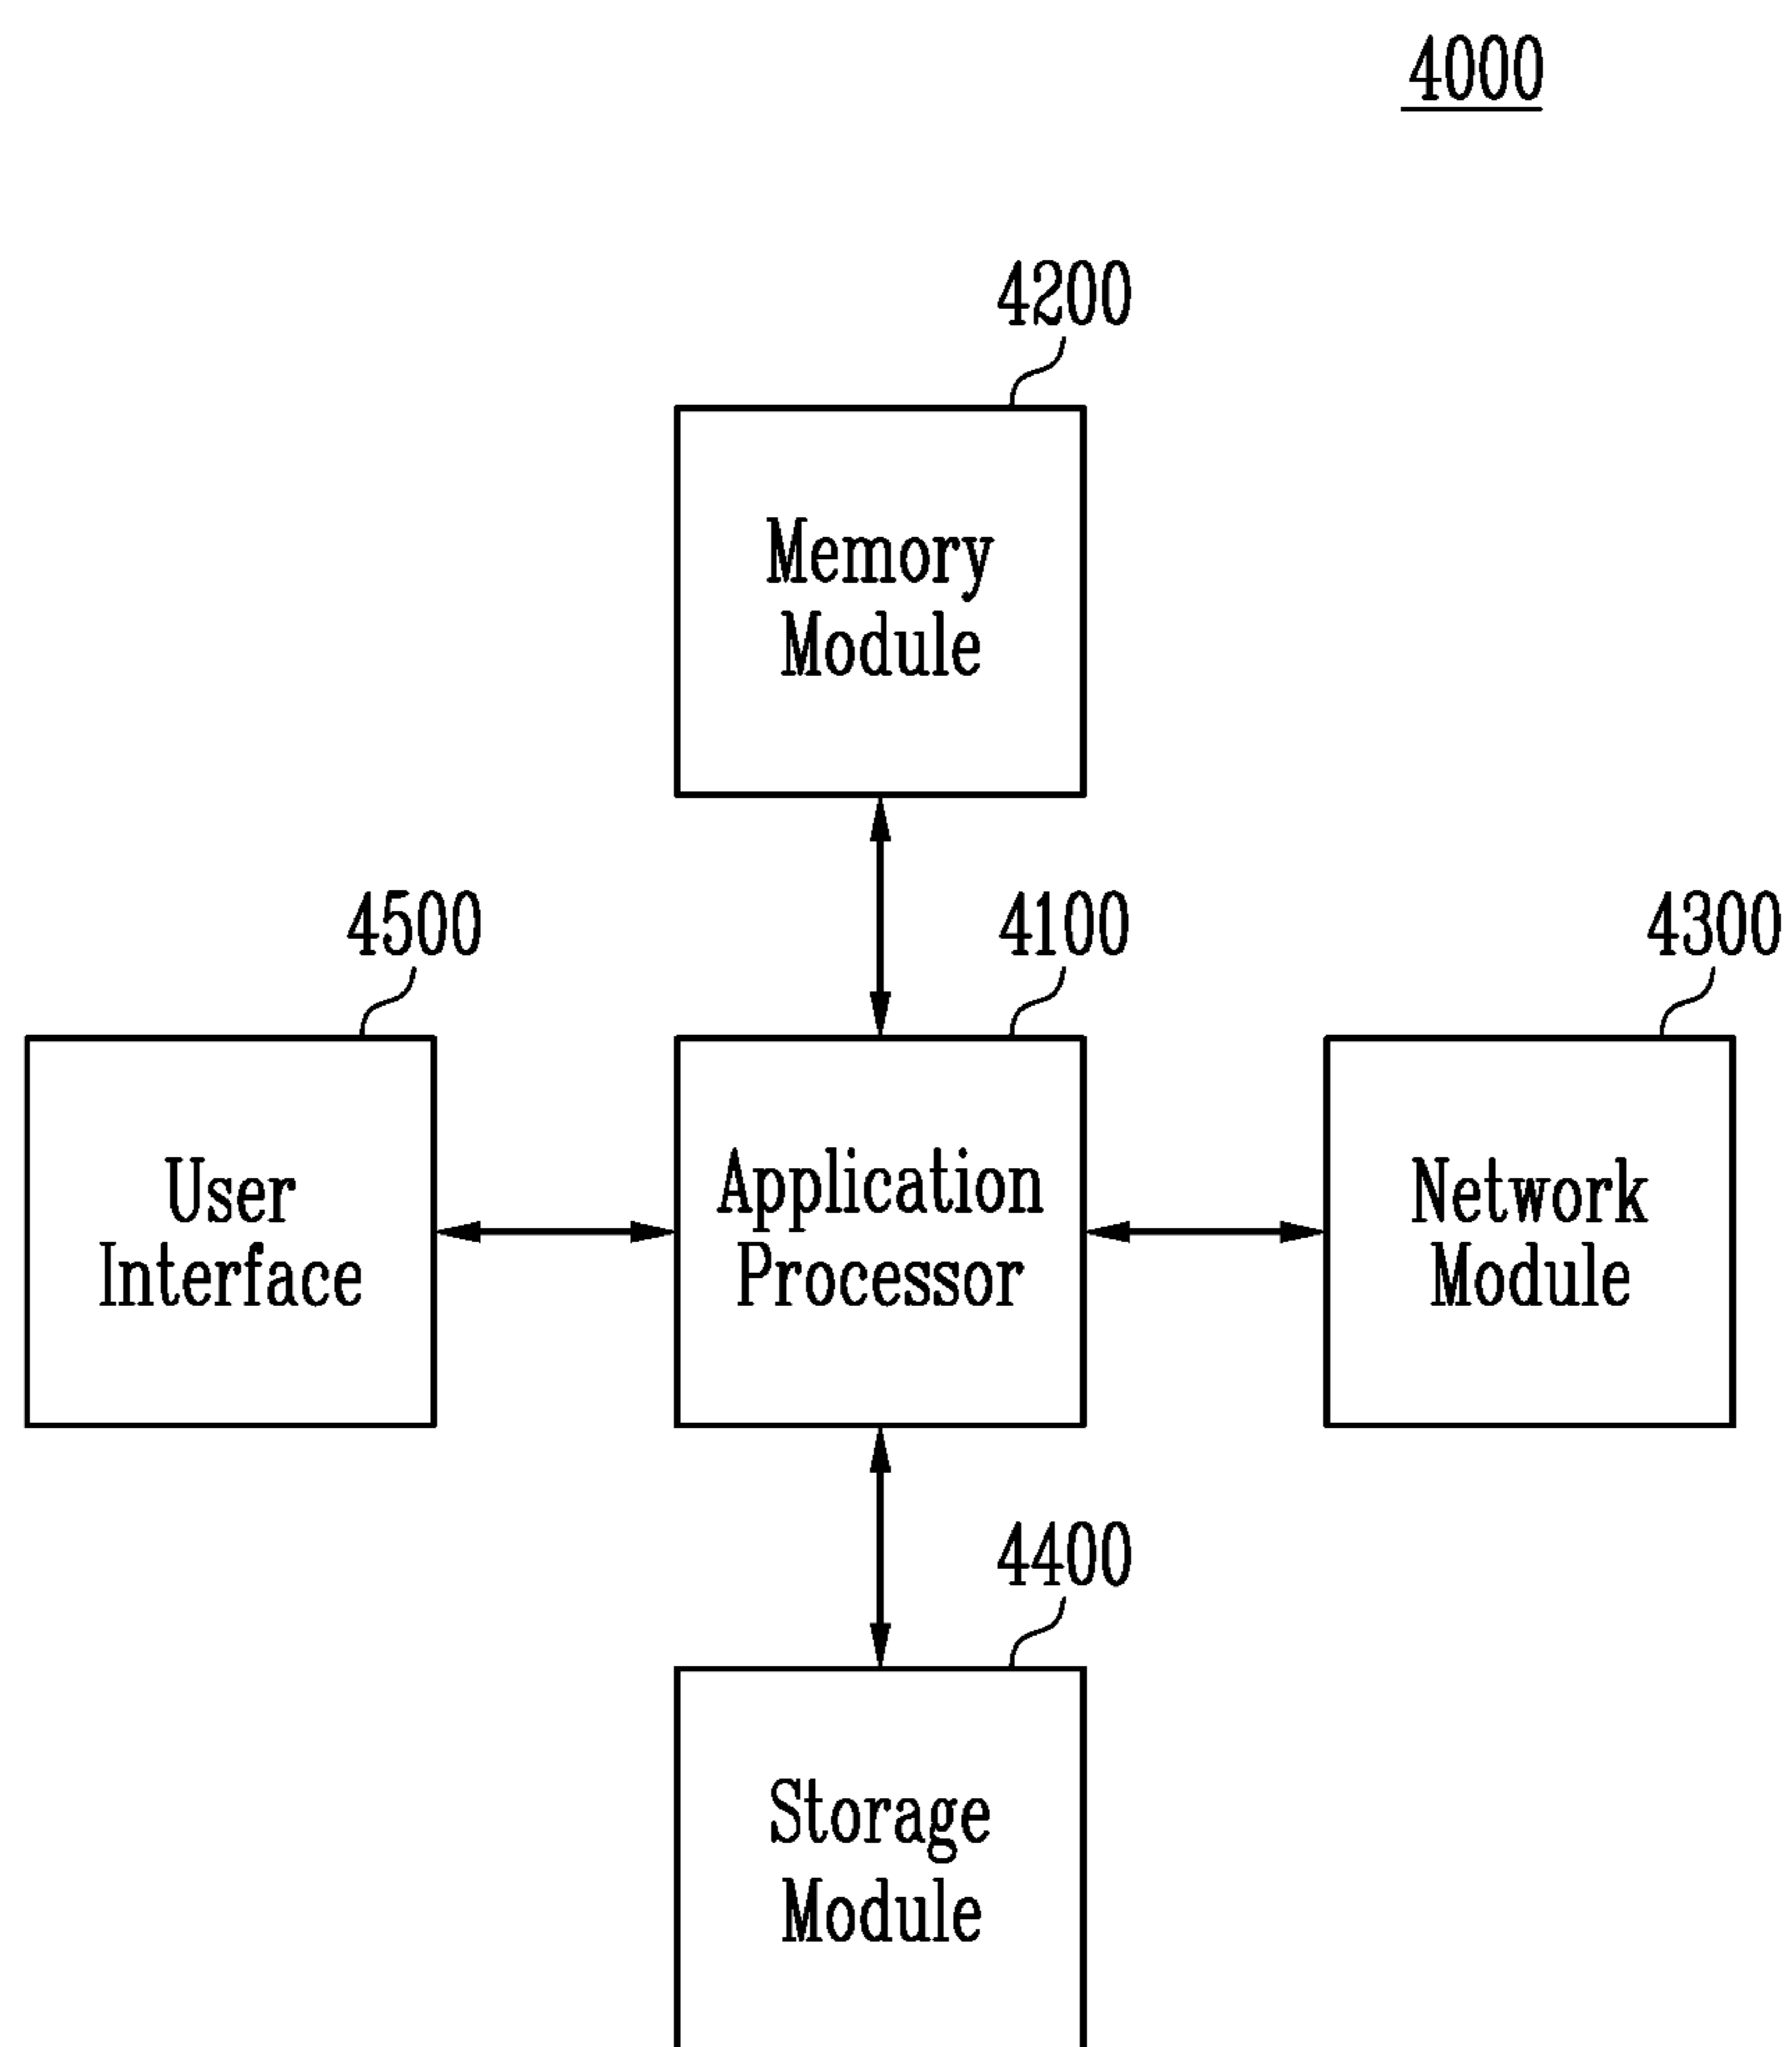 4000
4200
Memory
Module
4500
4100
4300
User
Interface
Application
Processor
Network
Module
4400
Storage
Module